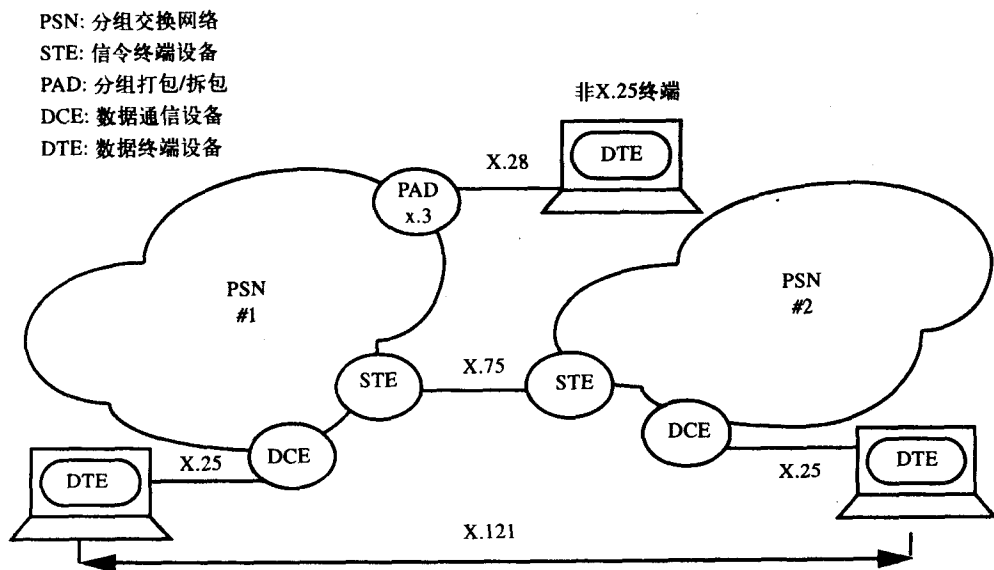 PSN: 分组交换网络
STE: 信令终端设备
PAD: 分组打包/拆包
DCE: 数据通信设备
DTE: 数据终端设备
非X.25终端
DTE
X.28
PAD
x.3
PSN
#1
PSN
#2
STE
X.75
STE
DCE
DCE
X.25
X.25
DTE
DTE
X.121